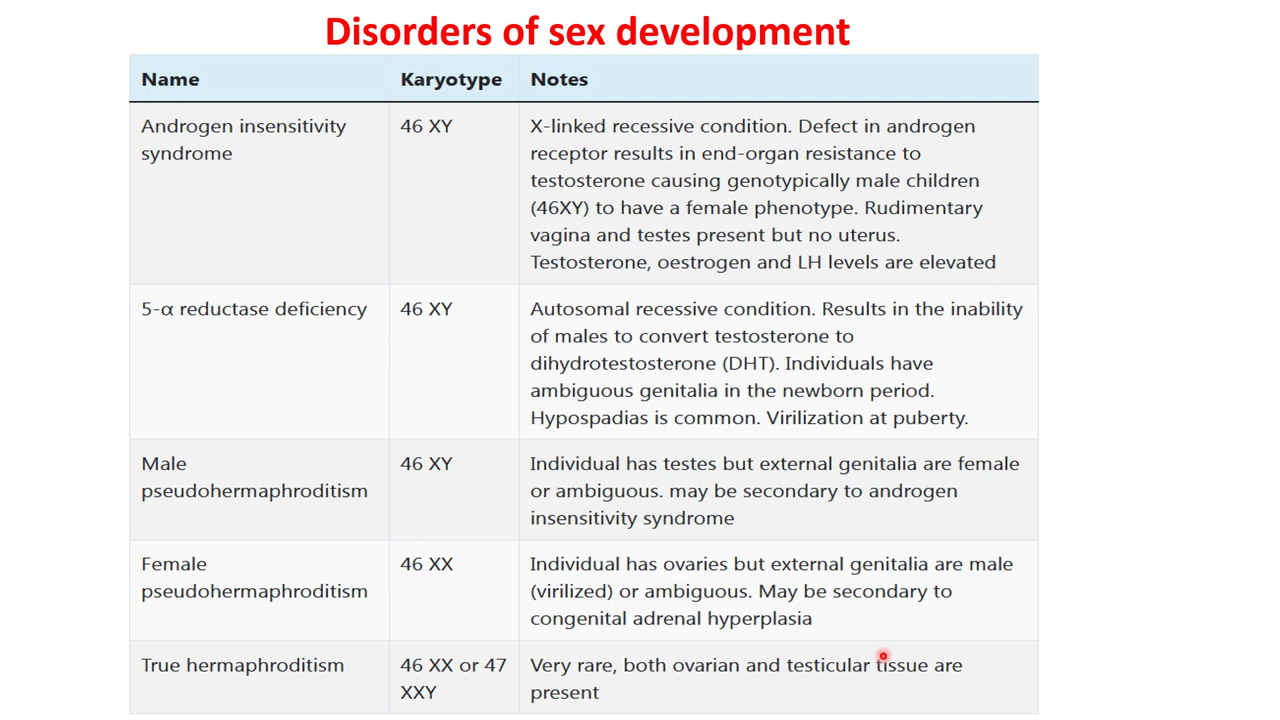 Disorders of sex development
Name Karyotype Notes
Androgen insensitivity
syndrome
46 XY
X-linked recessive condition. Defect in androgen
receptor results in end-organ resistance to
testosterone causing genotypically male children
(46XY) to have a female phenotype. Rudimentary
vagina and testes present but no uterus.
Testosterone, oestrogen and LH levels are elevated
5-α reductase deficiency
46 XY
Autosomal recessive condition. Results in the inability
of males to convert testosterone to
dihydrotestosterone (DHT). Individuals have
ambiguous genitalia in the newborn period.
Hypospadias is common. Virilization at puberty.
Male
pseudohermaphroditism
46 XY
Individual has testes but external genitalia are female
or ambiguous. may be secondary to androgen
insensitivity syndrome
Female
pseudohermaphroditism
46 XX
Individual has ovaries but external genitalia are male
(virilized) or ambiguous. May be secondary to
congenital adrenal hyperplasia
True hermaphroditism
46 XX or 47
XXY
Very rare, both ovarian and testicular tissue are
present